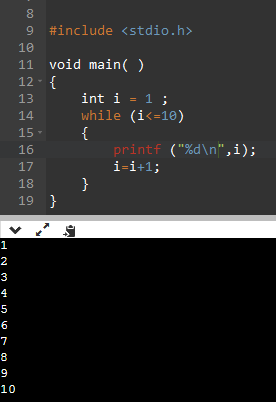 8
9 #include <stdio.h>
10
11 void main( )
12 {
13 int i = 1 ;
14 while (i<=10)
15 {
16 printf ("%d\n",i);
17 i=i+1;
18 }
19 }
1
2
3
4
5
6
7
8
9
10